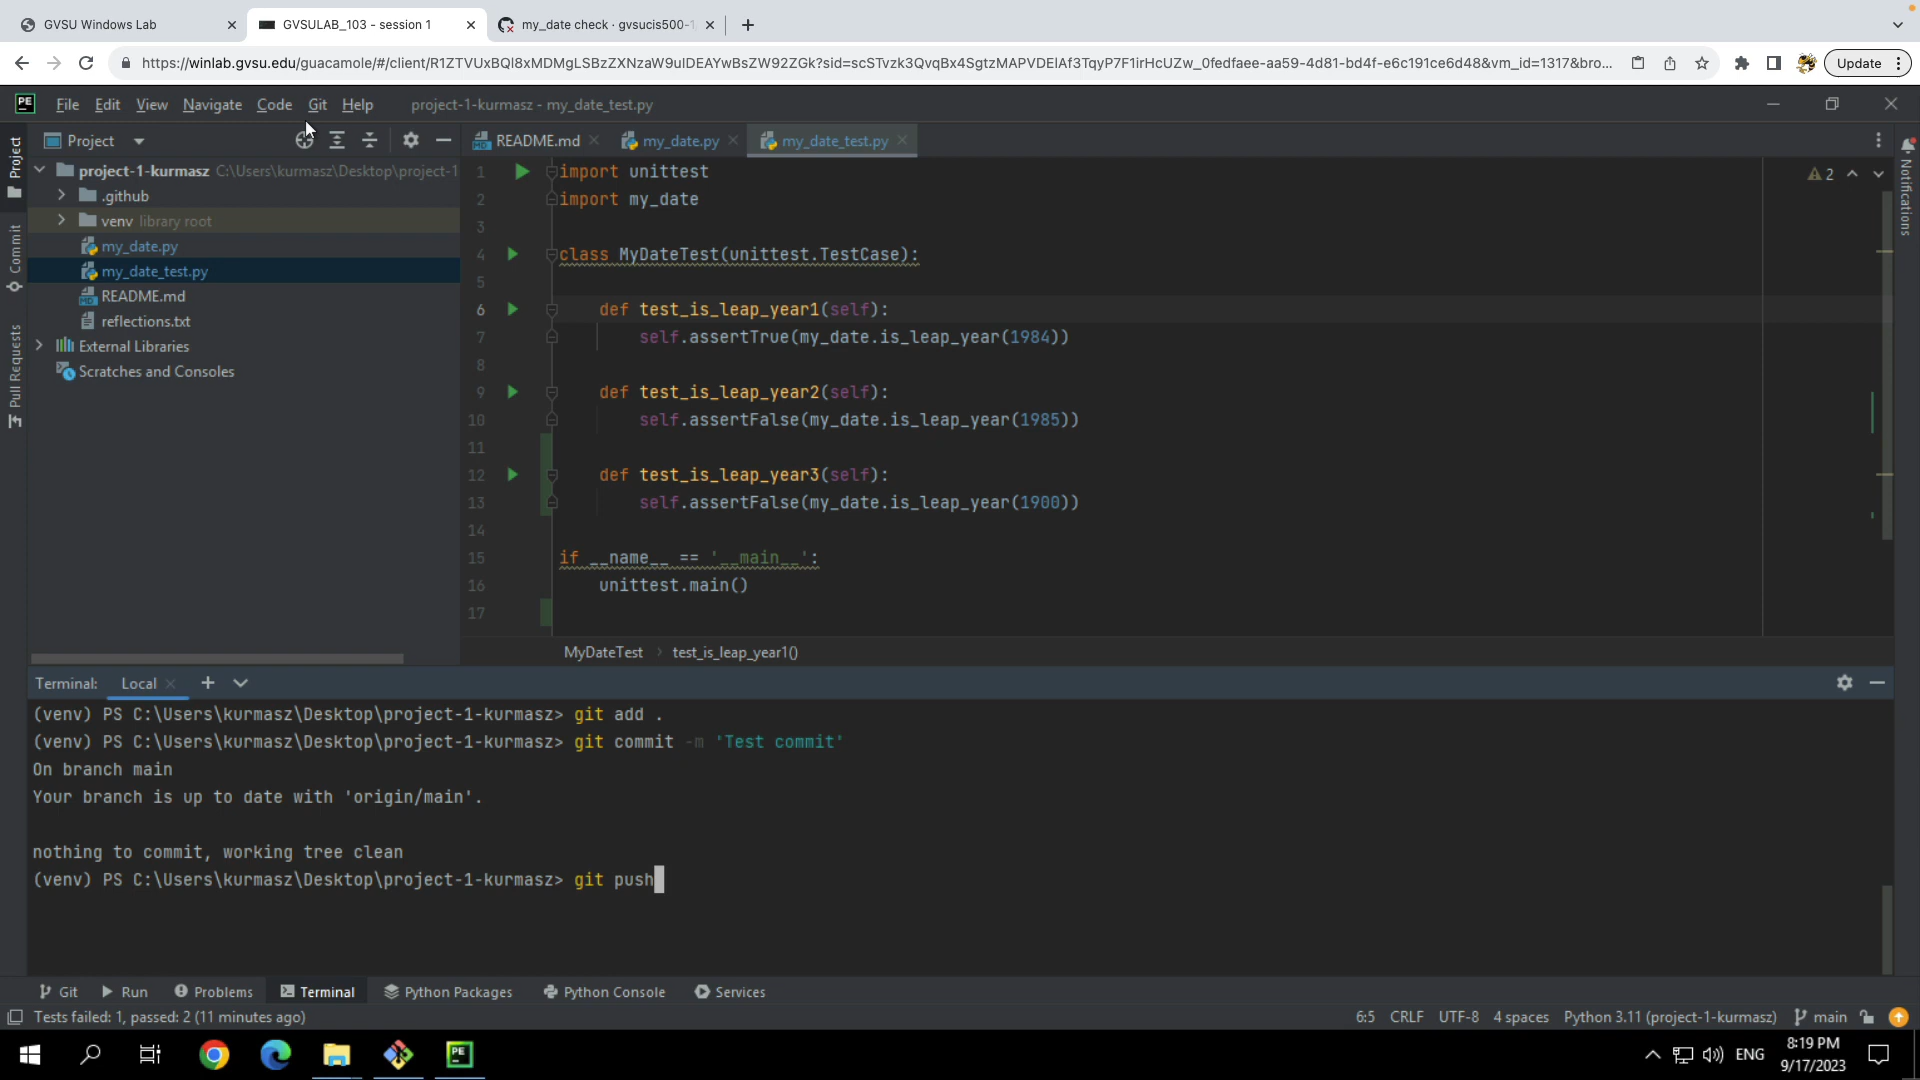 GVSU Windows Lab
GVSULAB_103 - session 1
my_date check · gvsucis500-1
https://winlab.gvsu.edu/guacamole/#/client/R1ZTVUxBQl8xMDMgLSBzZXNzaW9uIDEAYwBsZW92ZGk?sid=scSTvzk3QvqBx4SgtzMAPVDEIAf3TqyP7F1irHcUZw_0fedfaee-aa59-4d81-bd4f-e6c191ce6d48&vm_id=1317&bro...
Update
PE File Edit View Navigate Code Git Help project-1-kurmasz - my_date_test.py
Project
README.md
my_date.py
my_date_test.py
project-1-kurmasz C:\Users\kurmasz\Desktop\project-1
.github
venv library root
my_date.py
my_date_test.py
README.md
reflections.txt
External Libraries
Scratches and Consoles
Project
Commit
Pull Requests
Notifications
2
1 import unittest
2 import my_date
3
4 class MyDateTest(unittest.TestCase):
5
6 def test_is_leap_year1(self):
7 self.assertTrue(my_date.is_leap_year(1984))
8
9 def test_is_leap_year2(self):
10 self.assertFalse(my_date.is_leap_year(1985))
11
12 def test_is_leap_year3(self):
13 self.assertFalse(my_date.is_leap_year(1900))
14
15 if __name__ == '__main__':
16 unittest.main()
17
MyDateTest test_is_leap_year1()
Terminal: Local
(venv) PS C:\Users\kurmasz\Desktop\project-1-kurmasz> git add .
(venv) PS C:\Users\kurmasz\Desktop\project-1-kurmasz> git commit -m 'Test commit'
On branch main
Your branch is up to date with 'origin/main'.
nothing to commit, working tree clean
(venv) PS C:\Users\kurmasz\Desktop\project-1-kurmasz> git push
Git Run Problems Terminal Python Packages Python Console Services
Tests failed: 1, passed: 2 (11 minutes ago)
6:5 CRLF UTF-8 4 spaces Python 3.11 (project-1-kurmasz) main
PE
ENG
8:19 PM
9/17/2023